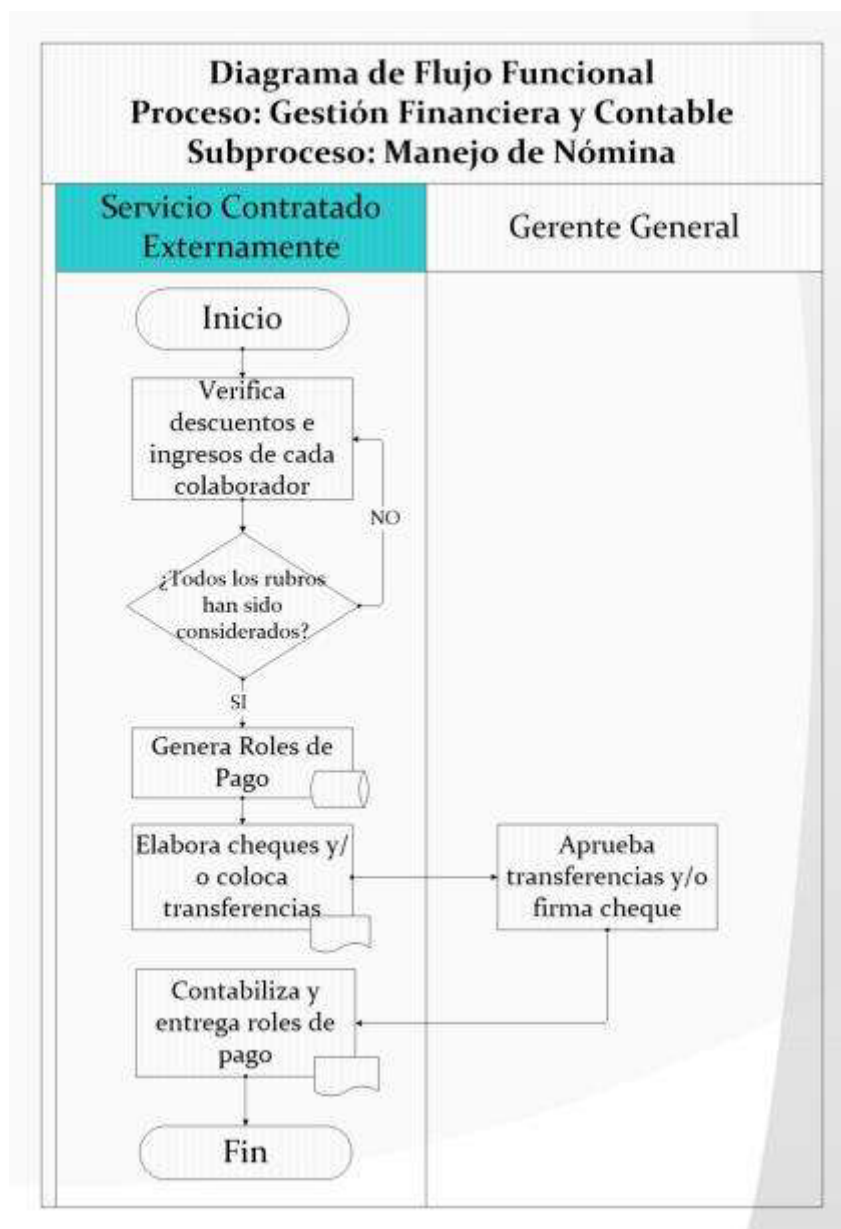 Diagrama de Flujo Funcional
Proceso: Gestión Financiera y Contable
Subproceso: Manejo de Nómina
Servicio Contratado
Externamente
Gerente General
Inicio
Verifica
descuentos e
ingresos de cada
colaborador
NO
¿Todos los rubros
han sido
considerados?
SI
Genera Roles de
Pago
Elabora cheques y/
o coloca
transferencias
Aprueba
transferencias y/o
firma cheque
Contabiliza y
entrega roles de
pago
Fin